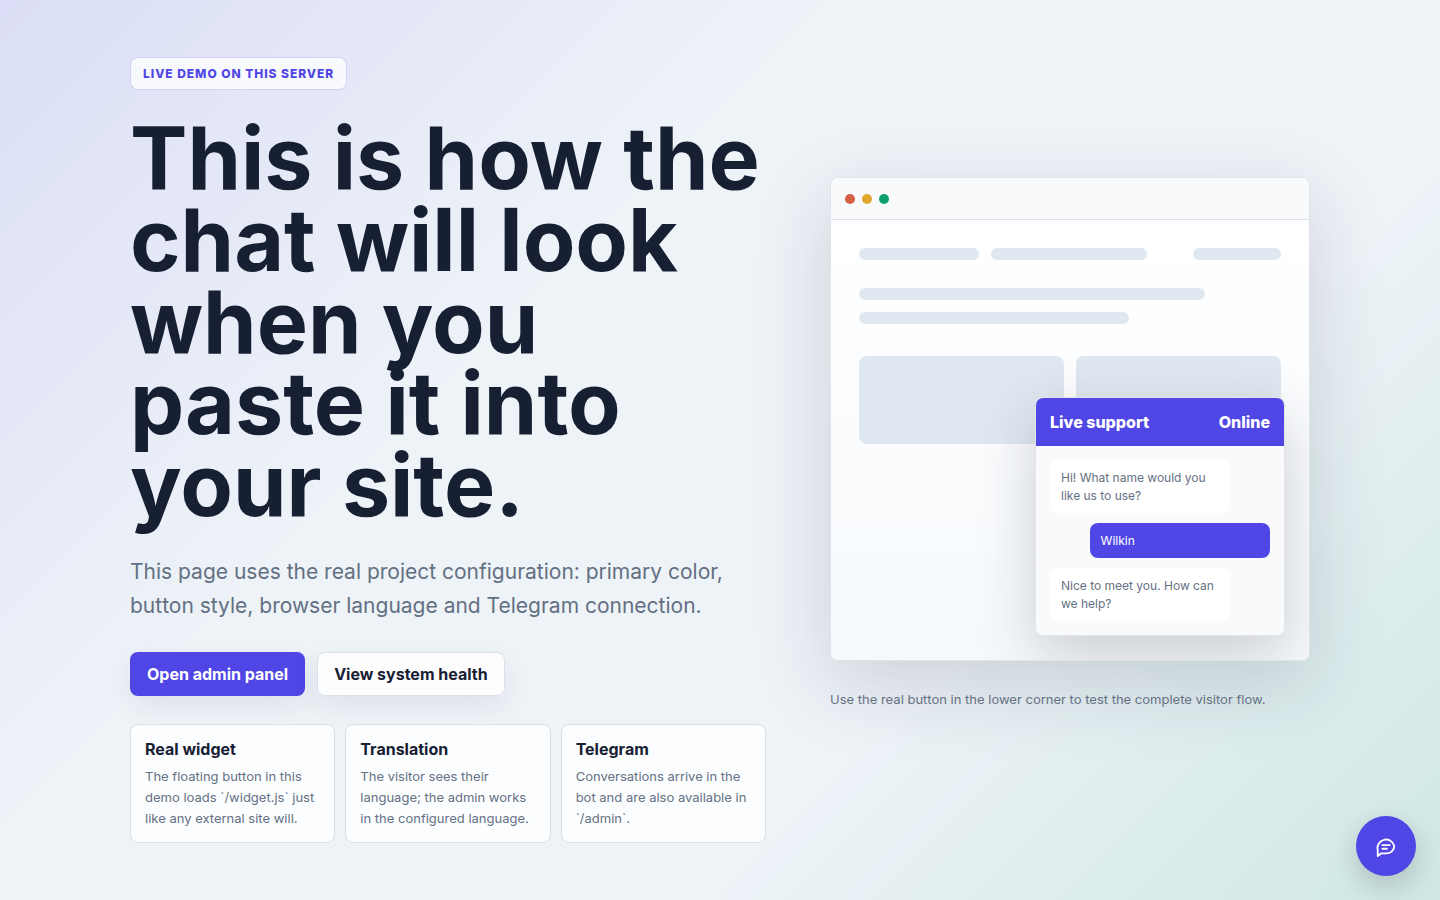 LIVE DEMO ON THIS SERVER
This is how the
chat will look
when you
paste it into
your site.
This page uses the real project configuration: primary color,
button style, browser language and Telegram connection.
Open admin panel
View system health
Real widget
The floating button in this
demo loads `/widget.js` just
like any external site will.
Translation
The visitor sees their
language; the admin works
in the configured language.
Telegram
Conversations arrive in the
bot and are also available in
`/admin`.
Live support
Online
Hi! What name would you
like us to use?
Wilkin
Nice to meet you. How can
we help?
Use the real button in the lower corner to test the complete visitor flow.